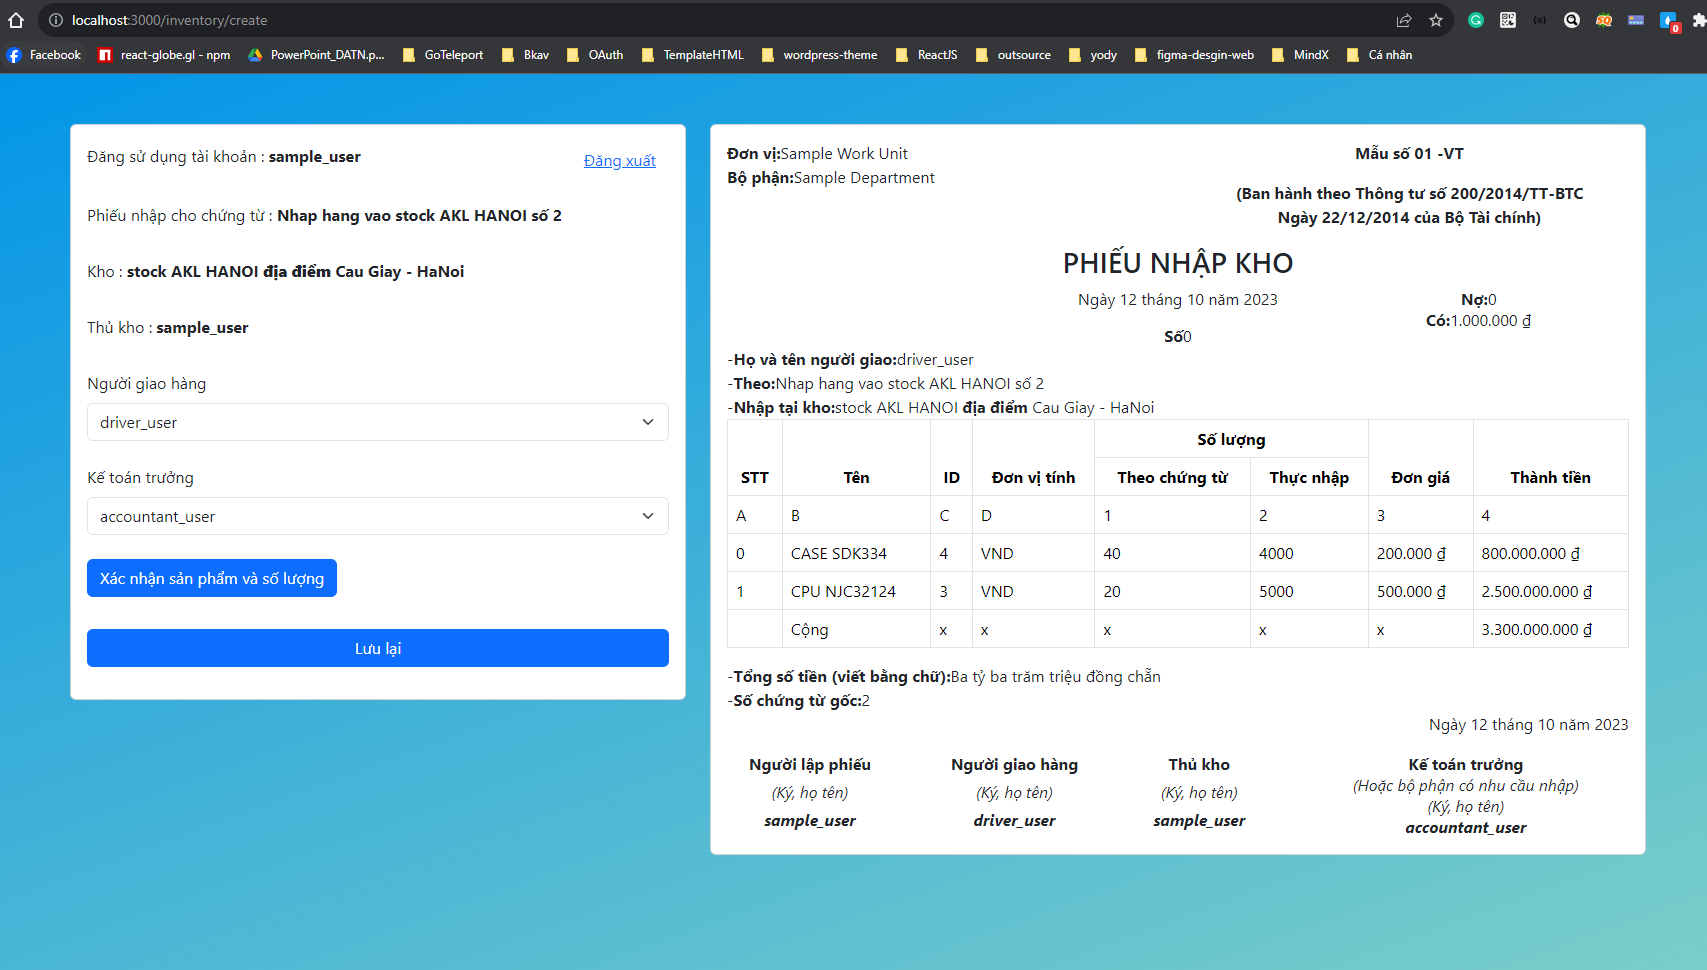 localhost:3000/inventory/create
Facebook react-globe.gl - npm PowerPoint_DATN.p... GoTeleport Bkav OAuth TemplateHTML wordpress-theme ReactJS outsource yody figma-desgin-web MindX Cá nhân
Đăng sử dụng tài khoản : sample_user
Đăng xuất
Phiếu nhập cho chứng từ : Nhap hang vao stock AKL HANOI số 2
Kho : stock AKL HANOI địa điểm Cau Giay - HaNoi
Thủ kho : sample_user
Người giao hàng
driver_user
Kế toán trưởng
accountant_user
Xác nhận sản phẩm và số lượng
Lưu lại
Đơn vị:Sample Work Unit
Bộ phận:Sample Department
Mẫu số 01 -VT
(Ban hành theo Thông tư số 200/2014/TT-BTC
Ngày 22/12/2014 của Bộ Tài chính)
PHIẾU NHẬP KHO
Ngày 12 tháng 10 năm 2023
Số0
Nợ:0
Có:1.000.000 ₫
-Họ và tên người giao:driver_user
-Theo:Nhap hang vao stock AKL HANOI số 2
-Nhập tại kho:stock AKL HANOI địa điểm Cau Giay - HaNoi
Số lượng
STT Tên ID Đơn vị tính Theo chứng từ Thực nhập Đơn giá Thành tiền
A B C D 1 2 3 4
0 CASE SDK334 4 VND 40 4000 200.000 ₫ 800.000.000 ₫
1 CPU NJC32124 3 VND 20 5000 500.000 ₫ 2.500.000.000 ₫
Cộng x x x x x 3.300.000.000 ₫
-Tổng số tiền (viết bằng chữ):Ba tỷ ba trăm triệu đồng chẵn
-Số chứng từ gốc:2
Ngày 12 tháng 10 năm 2023
Người lập phiếu
(Ký, họ tên)
sample_user
Người giao hàng
(Ký, họ tên)
driver_user
Thủ kho
(Ký, họ tên)
sample_user
Kế toán trưởng
(Hoặc bộ phận có nhu cầu nhập)
(Ký, họ tên)
accountant_user